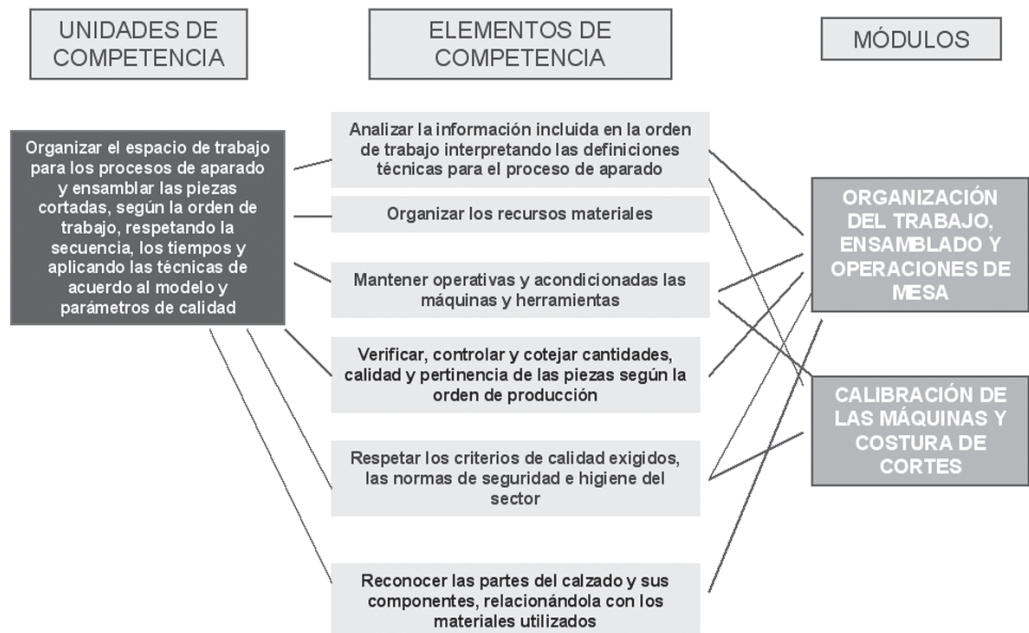 UNIDADES DE
COMPETENCIA
ELEMENTOS DE
COMPETENCIA
MÓDULOS
Organizar el espacio de trabajo
para los procesos de aparado
y ensamblar las piezas
cortadas, según la orden de
trabajo, respetando la
secuencia, los tiempos y
aplicando las técnicas de
acuerdo al modelo y
parámetros de calidad
Analizar la información incluida en la orden
de trabajo interpretando las definiciones
técnicas para el proceso de aparado
Organizar los recursos materiales
Mantener operativas y acondicionadas las
máquinas y herramientas
Verificar, controlar y cotejar cantidades,
calidad y pertinencia de las piezas según la
orden de producción
Respetar los criterios de calidad exigidos,
las normas de seguridad e higiene del
sector
Reconocer las partes del calzado y sus
componentes, relacionándola con los
materiales utilizados
ORGANIZACIÓN
DEL TRABAJO,
ENSAMBLADO Y
OPERACIONES DE
MESA
CALIBRACIÓN DE
LAS MÁQUINAS Y
COSTURA DE
CORTES